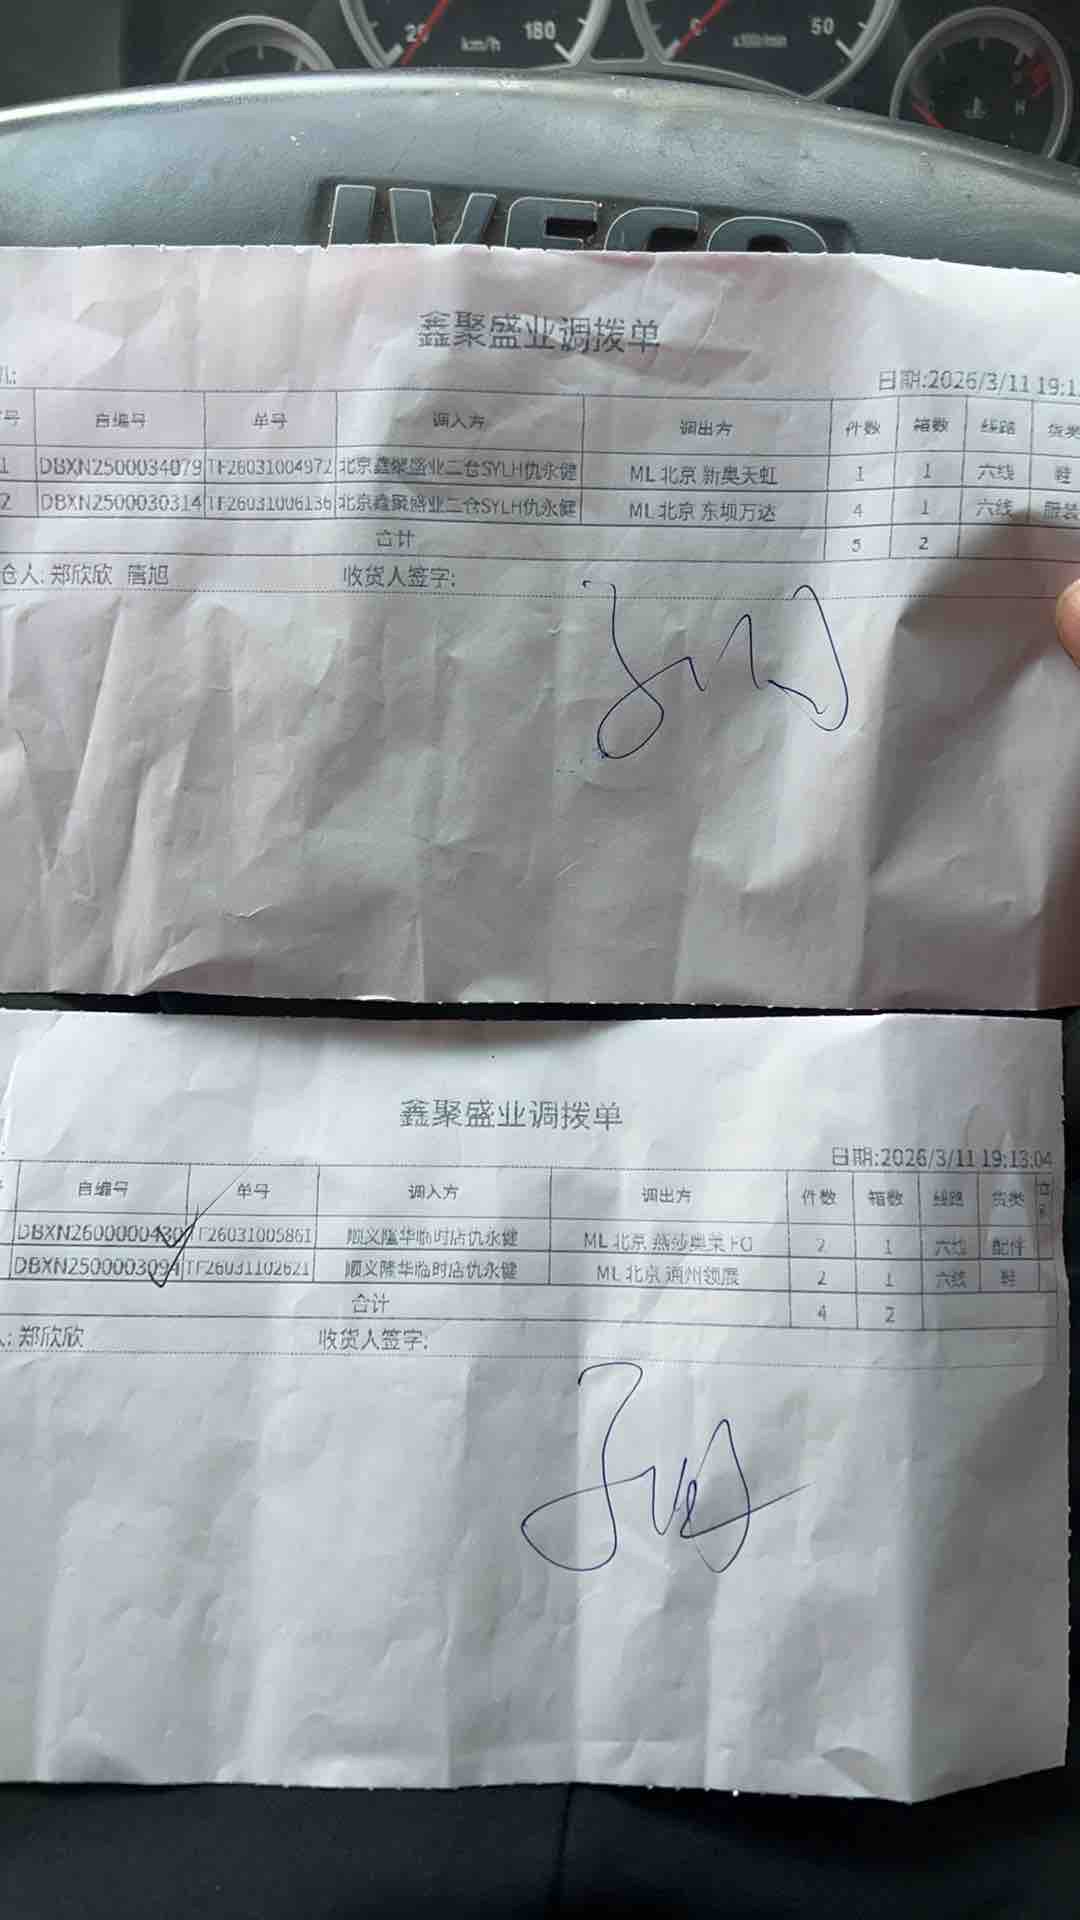 20 km/h 180 0 x100r/min 50
H
IVECO
鑫聚盛业调拨单
日期:2026/3/11 19:1
号 自编号 单号 调入方 调出方 件数 箱数 线路 货类
1 DBXN2500034079 TF26031004972 北京鑫聚盛业二仓SYLH仇永健 ML 北京 新奥天虹 1 1 六线 鞋
2 DBXN2500030314 TF26031006136 北京鑫聚盛业二仓SYLH仇永健 ML 北京 东坝万达 4 1 六线 服装
合计 5 2
仓人: 郑欣欣 菅旭 收货人签字:
鑫聚盛业调拨单
日期:2026/3/11 19:13:04
自编号 单号 调入方 调出方 件数 箱数 线路 货类
DBXN2600000430 TF26031005861 顺义隆华临时店仇永健 ML 北京 燕莎奥莱 FO 2 1 六线 配件
DBXN2500003094 TF26031102621 顺义隆华临时店仇永健 ML 北京 通州领展 2 1 六线 鞋
合计 4 2
人: 郑欣欣 收货人签字: